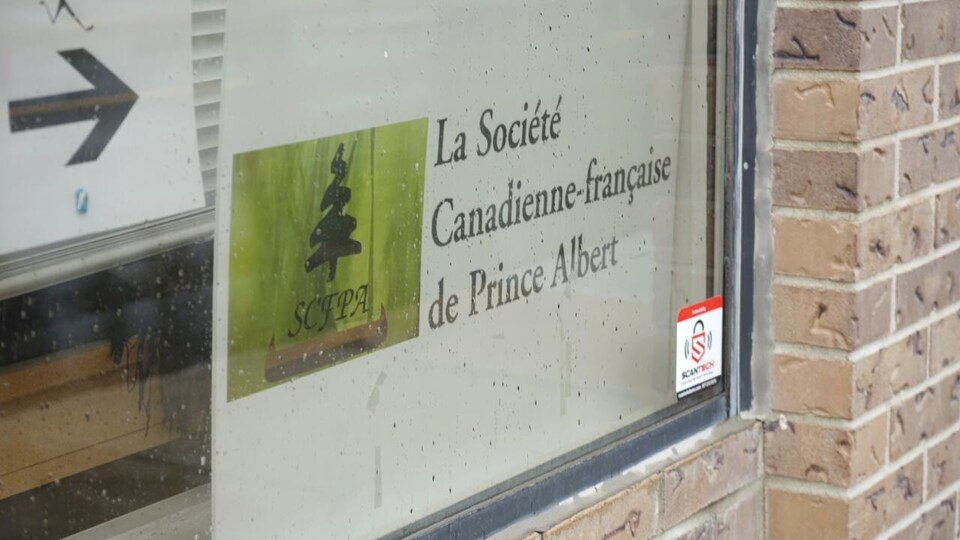 La Société
Canadienne-française
de Prince Albert
SCFPA
SCANTECH